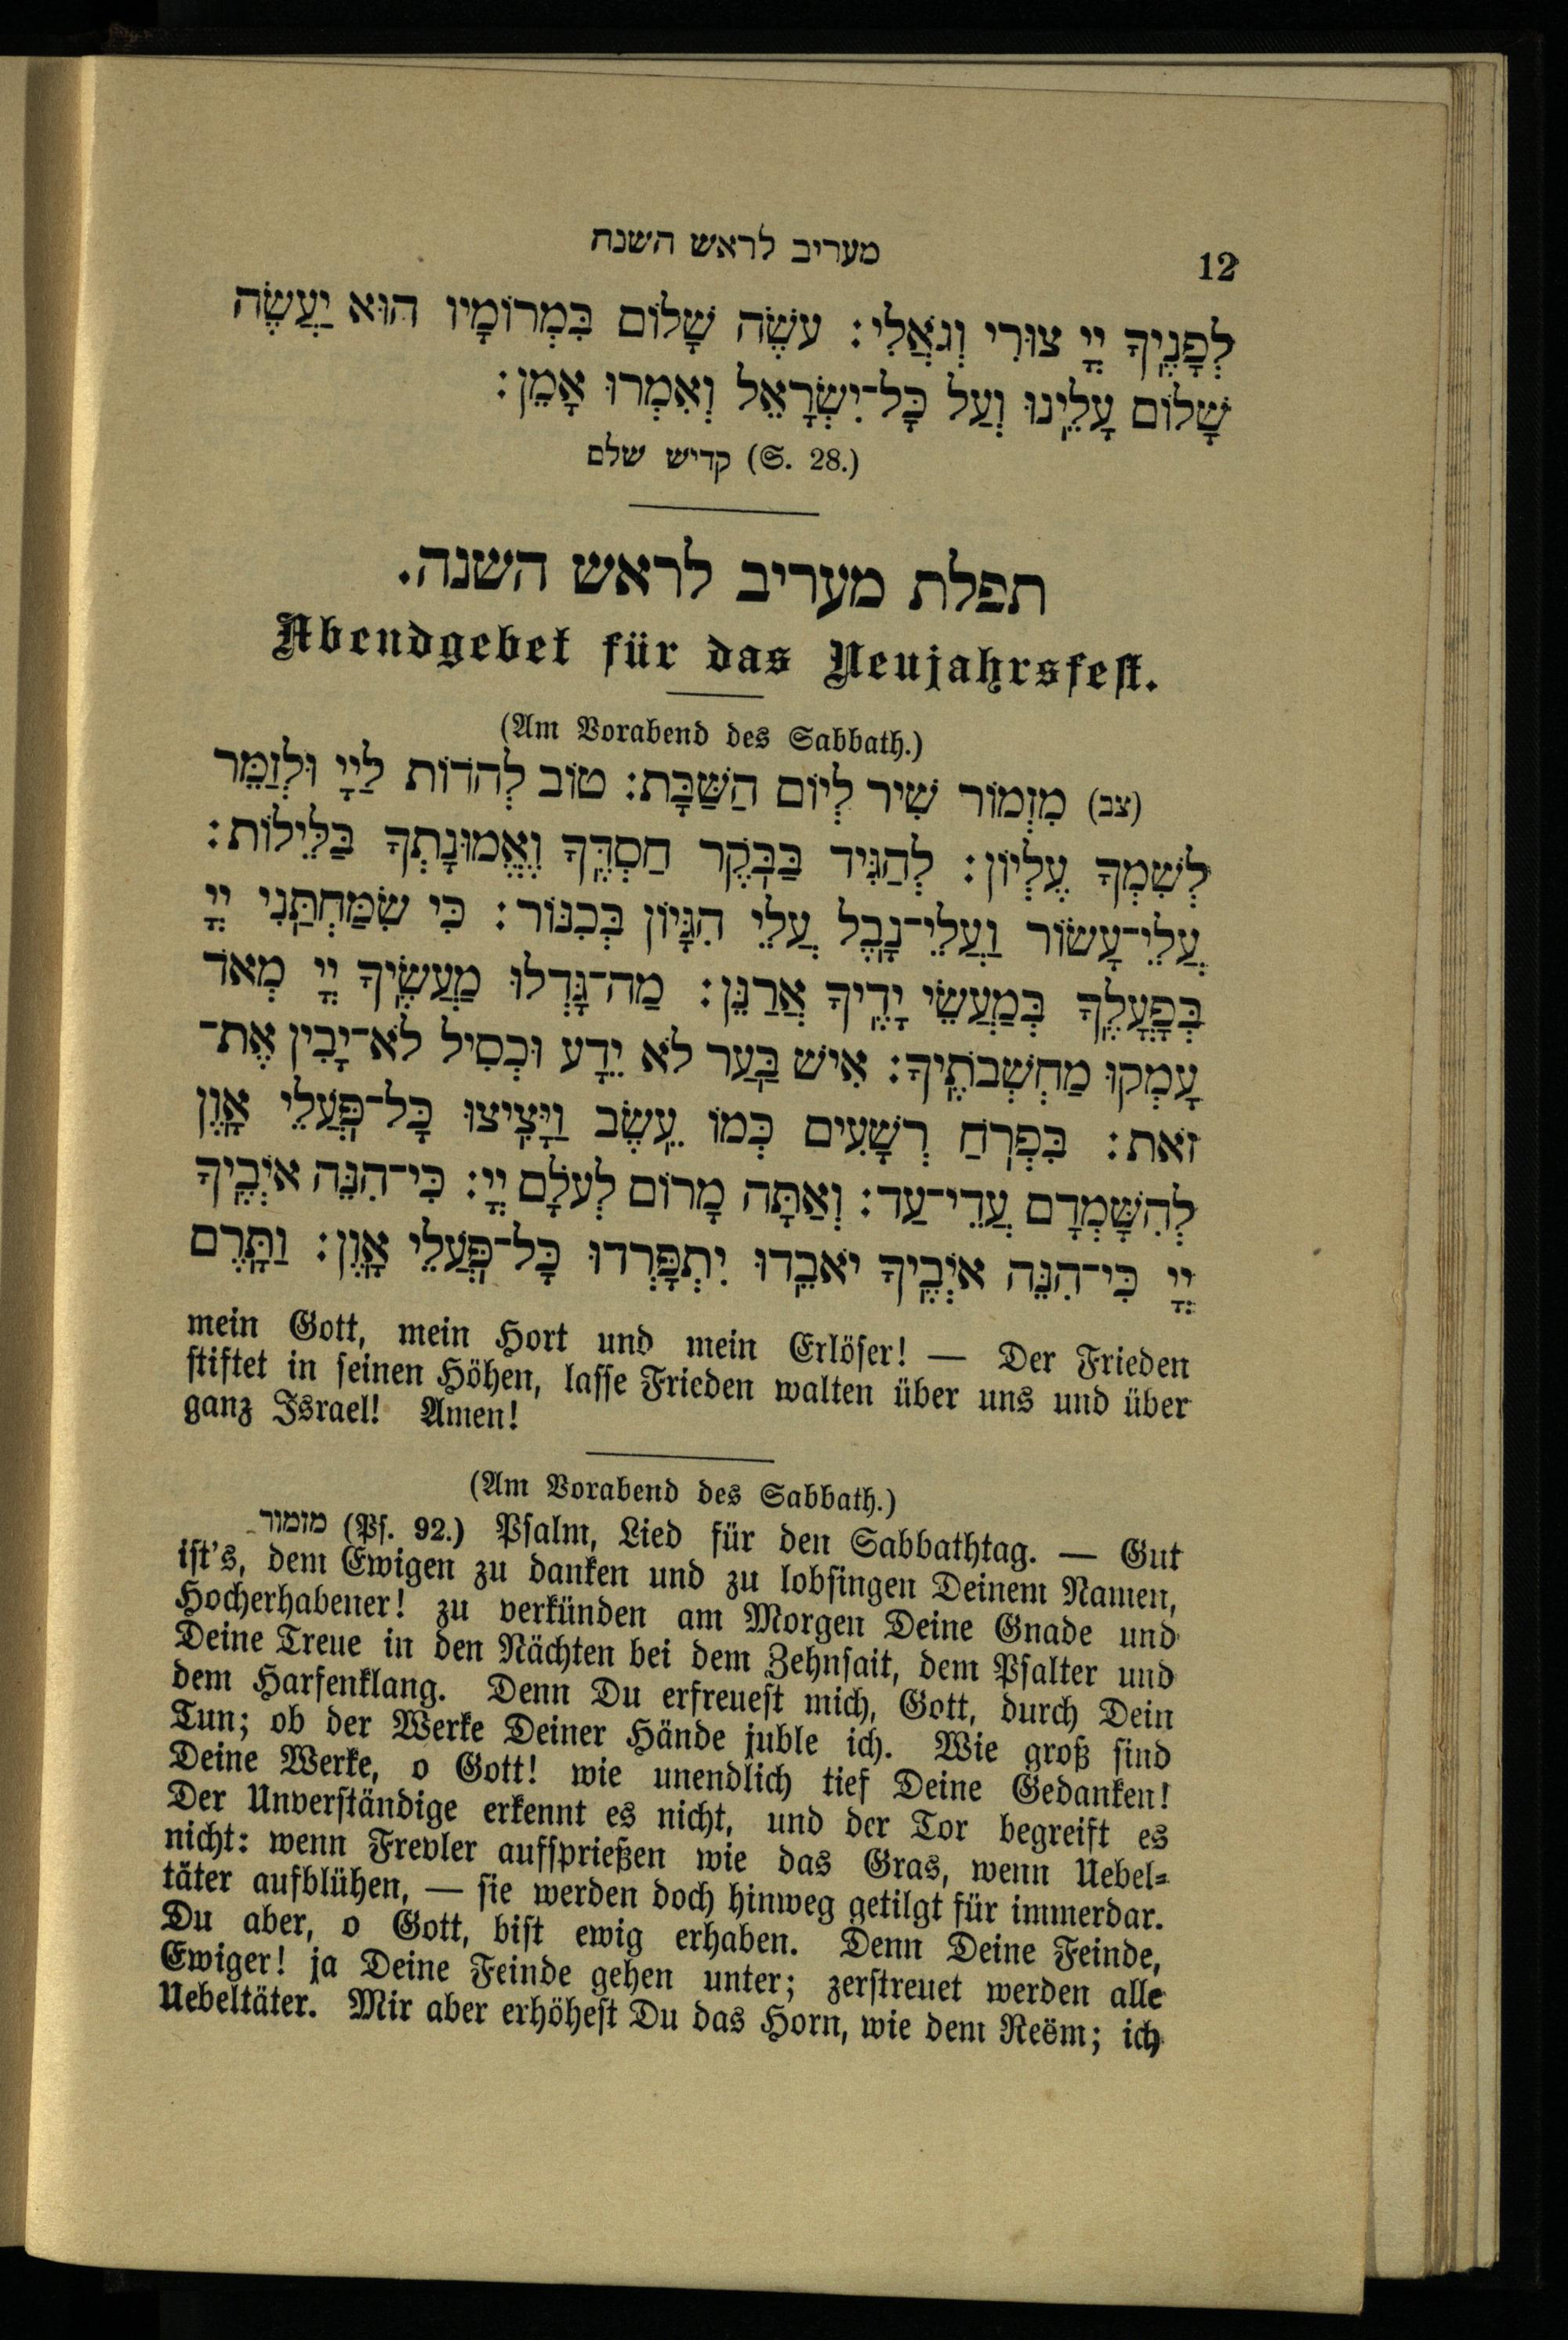 מעריב לראש השנה
12
לְפָנֶיךָ יְיָ צוּרִי וְגֹאֲלִי: עֹשֶׂה שָׁלוֹם בִּמְרוֹמָיו הוּא יַעֲשֶׂה
שָׁלוֹם עָלֵינוּ וְעַל כָּל־יִשְׂרָאֵל וְאִמְרוּ אָמֵן:
קדיש שלם (S. 28.)
תפלת מעריב לראש השנה.
Abendgebet für das Neujahrsfest.
(Am Vorabend des Sabbath.)
(צב) מִזְמוֹר שִׁיר לְיוֹם הַשַּׁבָּת: טוֹב לְהֹדוֹת לַייָ וּלְזַמֵּר
לְשִׁמְךָ עֶלְיוֹן: לְהַגִּיד בַּבֹּקֶר חַסְדֶּךָ וֶאֱמוּנָתְךָ בַּלֵּילוֹת:
עֲלֵי־עָשׂוֹר וַעֲלֵי־נָבֶל עֲלֵי הִגָּיוֹן בְּכִנּוֹר: כִּי שִׂמַּחְתַּנִי יְיָ
בְּפָעֳלֶךָ בְּמַעֲשֵׂי יָדֶיךָ אֲרַנֵּן: מַה־גָּדְלוּ מַעֲשֶׂיךָ יְיָ מְאֹד
עָמְקוּ מַחְשְׁבֹתֶיךָ: אִישׁ בַּעַר לֹא יֵדָע וּכְסִיל לֹא־יָבִין אֶת־
זֹאת: בִּפְרֹחַ רְשָׁעִים כְּמוֹ עֵשֶׂב וַיָּצִיצוּ כָּל־פֹּעֲלֵי אָוֶן
לְהִשָּׁמְדָם עֲדֵי־עַד: וְאַתָּה מָרוֹם לְעֹלָם יְיָ: כִּי־הִנֵּה אֹיְבֶיךָ
יְיָ כִּי־הִנֵּה אֹיְבֶיךָ יֹאבֵדוּ יִתְפָּרְדוּ כָּל־פֹּעֲלֵי אָוֶן: וַתָּרֶם
mein Gott, mein Hort und mein Erlöser! — Der Frieden
stiftet in seinen Höhen, lasse Frieden walten über uns und über
ganz Israel! Amen!
(Am Vorabend des Sabbath.)
מזמור (Ps. 92.) Psalm, Lied für den Sabbathtag. — Gut
ist's, dem Ewigen zu danken und zu lobsingen Deinem Namen,
Hocherhabener! zu verkünden am Morgen Deine Gnade und
Deine Treue in den Nächten bei dem Zehnsait, dem Psalter und
dem Harfenklang. Denn Du erfreuest mich, Gott, durch Dein
Tun; ob der Werke Deiner Hände juble ich. Wie groß sind
Deine Werke, o Gott! wie unendlich tief Deine Gedanken!
Der Unverständige erkennt es nicht, und der Tor begreift es
nicht: wenn Frevler aufsprießen wie das Gras, wenn Uebel-
täter aufblühen, — sie werden doch hinweg getilgt für immerdar.
Du aber, o Gott, bist ewig erhaben. Denn Deine Feinde,
Ewiger! ja Deine Feinde gehen unter; zerstreuet werden alle
Uebeltäter. Mir aber erhöhest Du das Horn, wie dem Reëm; ich